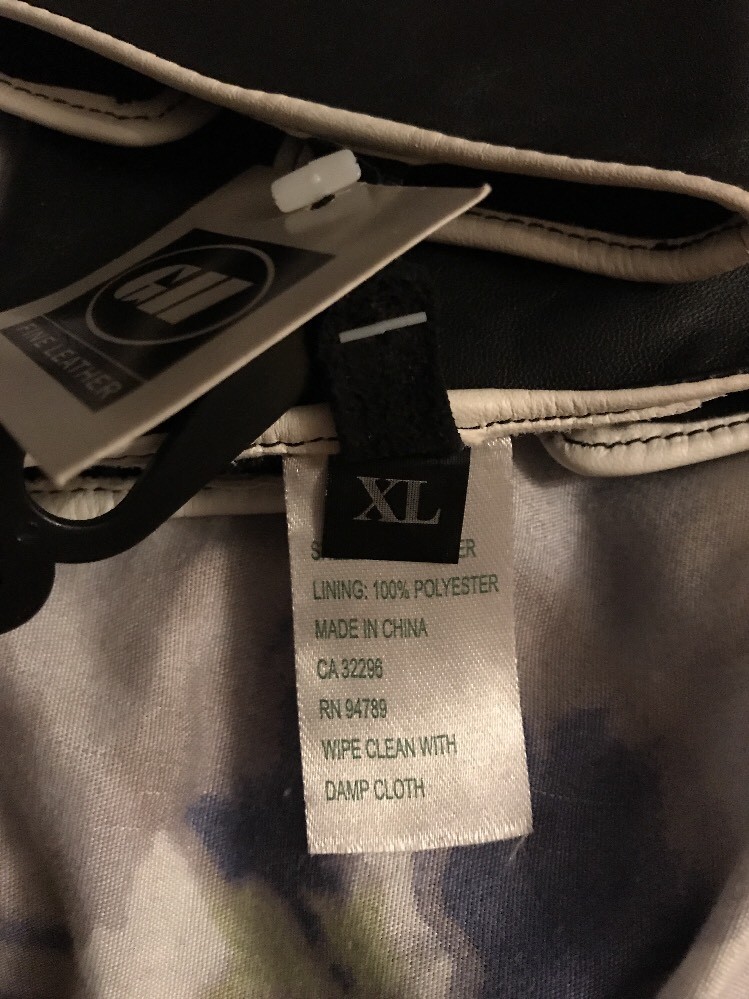 GIII
FINE LEATHER
XL
LINING: 100% POLYESTER
MADE IN CHINA
CA 32296
RN 94789
WIPE CLEAN WITH
DAMP CLOTH